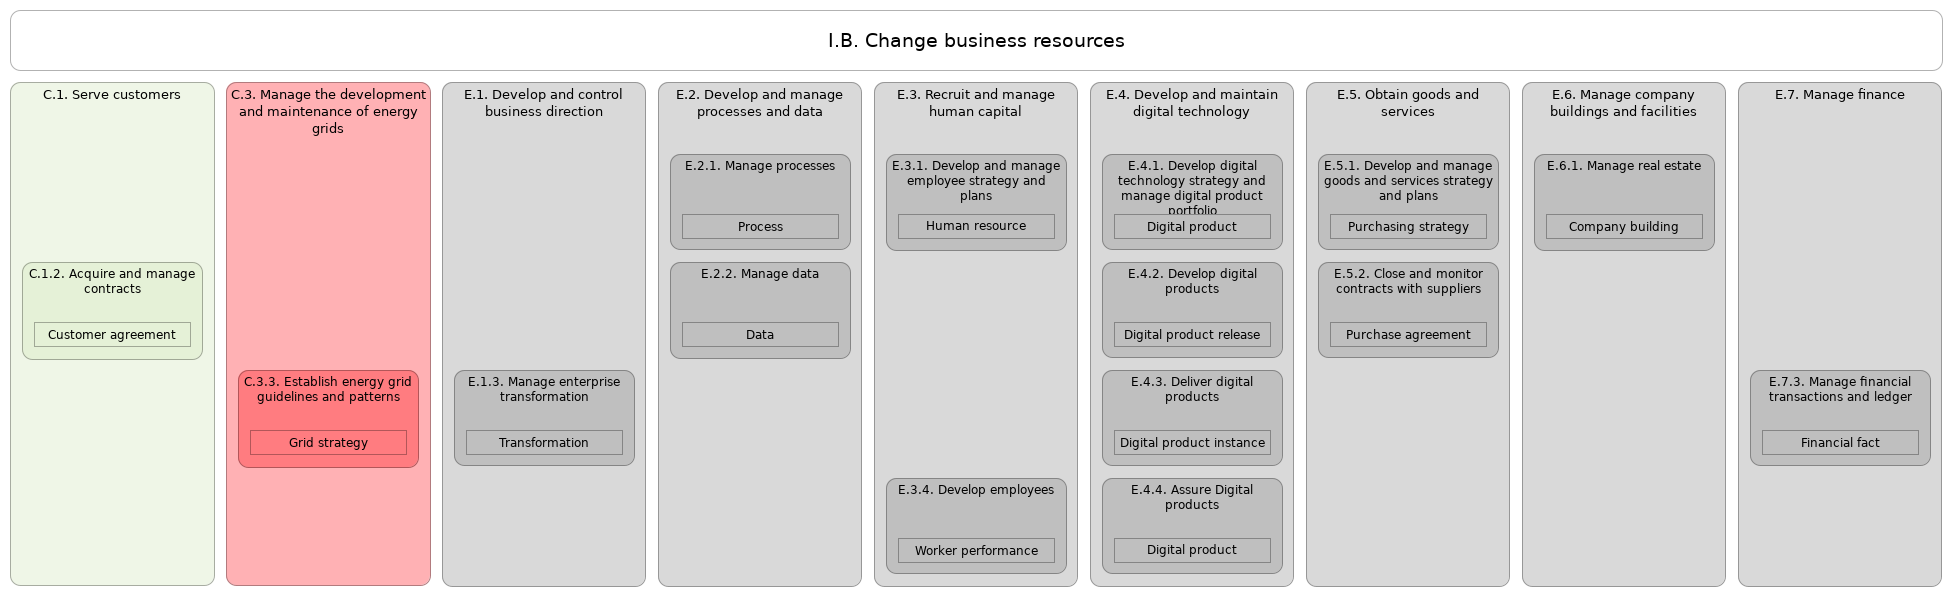 I.B. Change business resources
C.1. Serve customers
C.1.2. Acquire and manage
contracts
Customer agreement
C.3. Manage the development
and maintenance of energy
grids
C.3.3. Establish energy grid
guidelines and patterns
Grid strategy
E.1. Develop and control
business direction
E.1.3. Manage enterprise
transformation
Transformation
E.2. Develop and manage
processes and data
E.2.1. Manage processes
Process
E.2.2. Manage data
Data
E.3. Recruit and manage
human capital
E.3.1. Develop and manage
employee strategy and
plans
Human resource
E.3.4. Develop employees
Worker performance
E.4. Develop and maintain
digital technology
E.4.1. Develop digital
technology strategy and
manage digital product
portfolio
Digital product
E.4.2. Develop digital
products
Digital product release
E.4.3. Deliver digital
products
Digital product instance
E.4.4. Assure Digital
products
Digital product
E.5. Obtain goods and
services
E.5.1. Develop and manage
goods and services strategy
and plans
Purchasing strategy
E.5.2. Close and monitor
contracts with suppliers
Purchase agreement
E.6. Manage company
buildings and facilities
E.6.1. Manage real estate
Company building
E.7. Manage finance
E.7.3. Manage financial
transactions and ledger
Financial fact